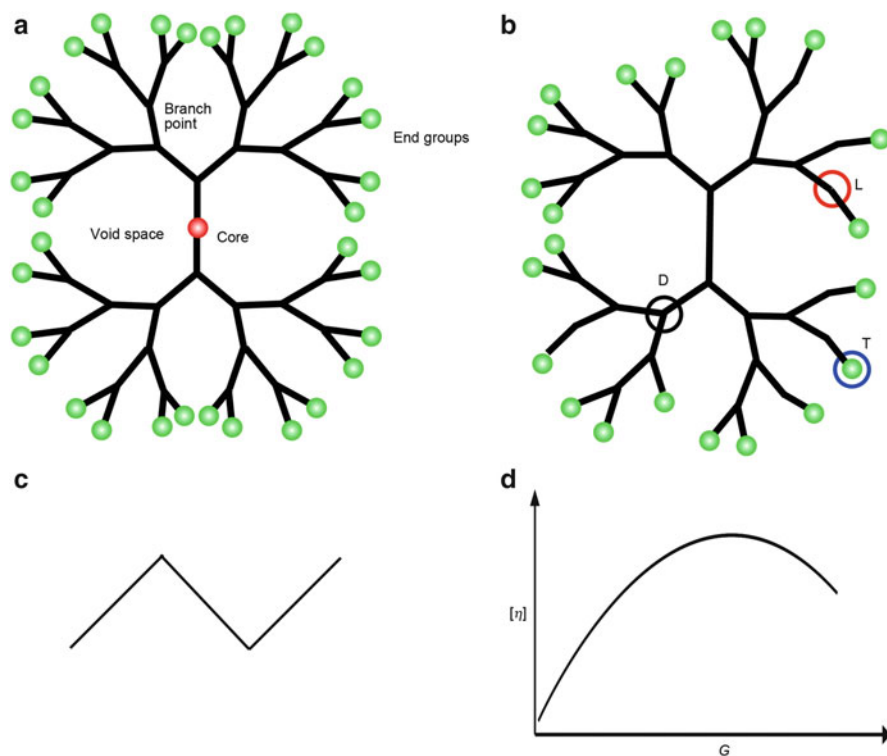 a
Branch
point
End groups
Void space
Core
b
L
D
T
c
d
[η]
G